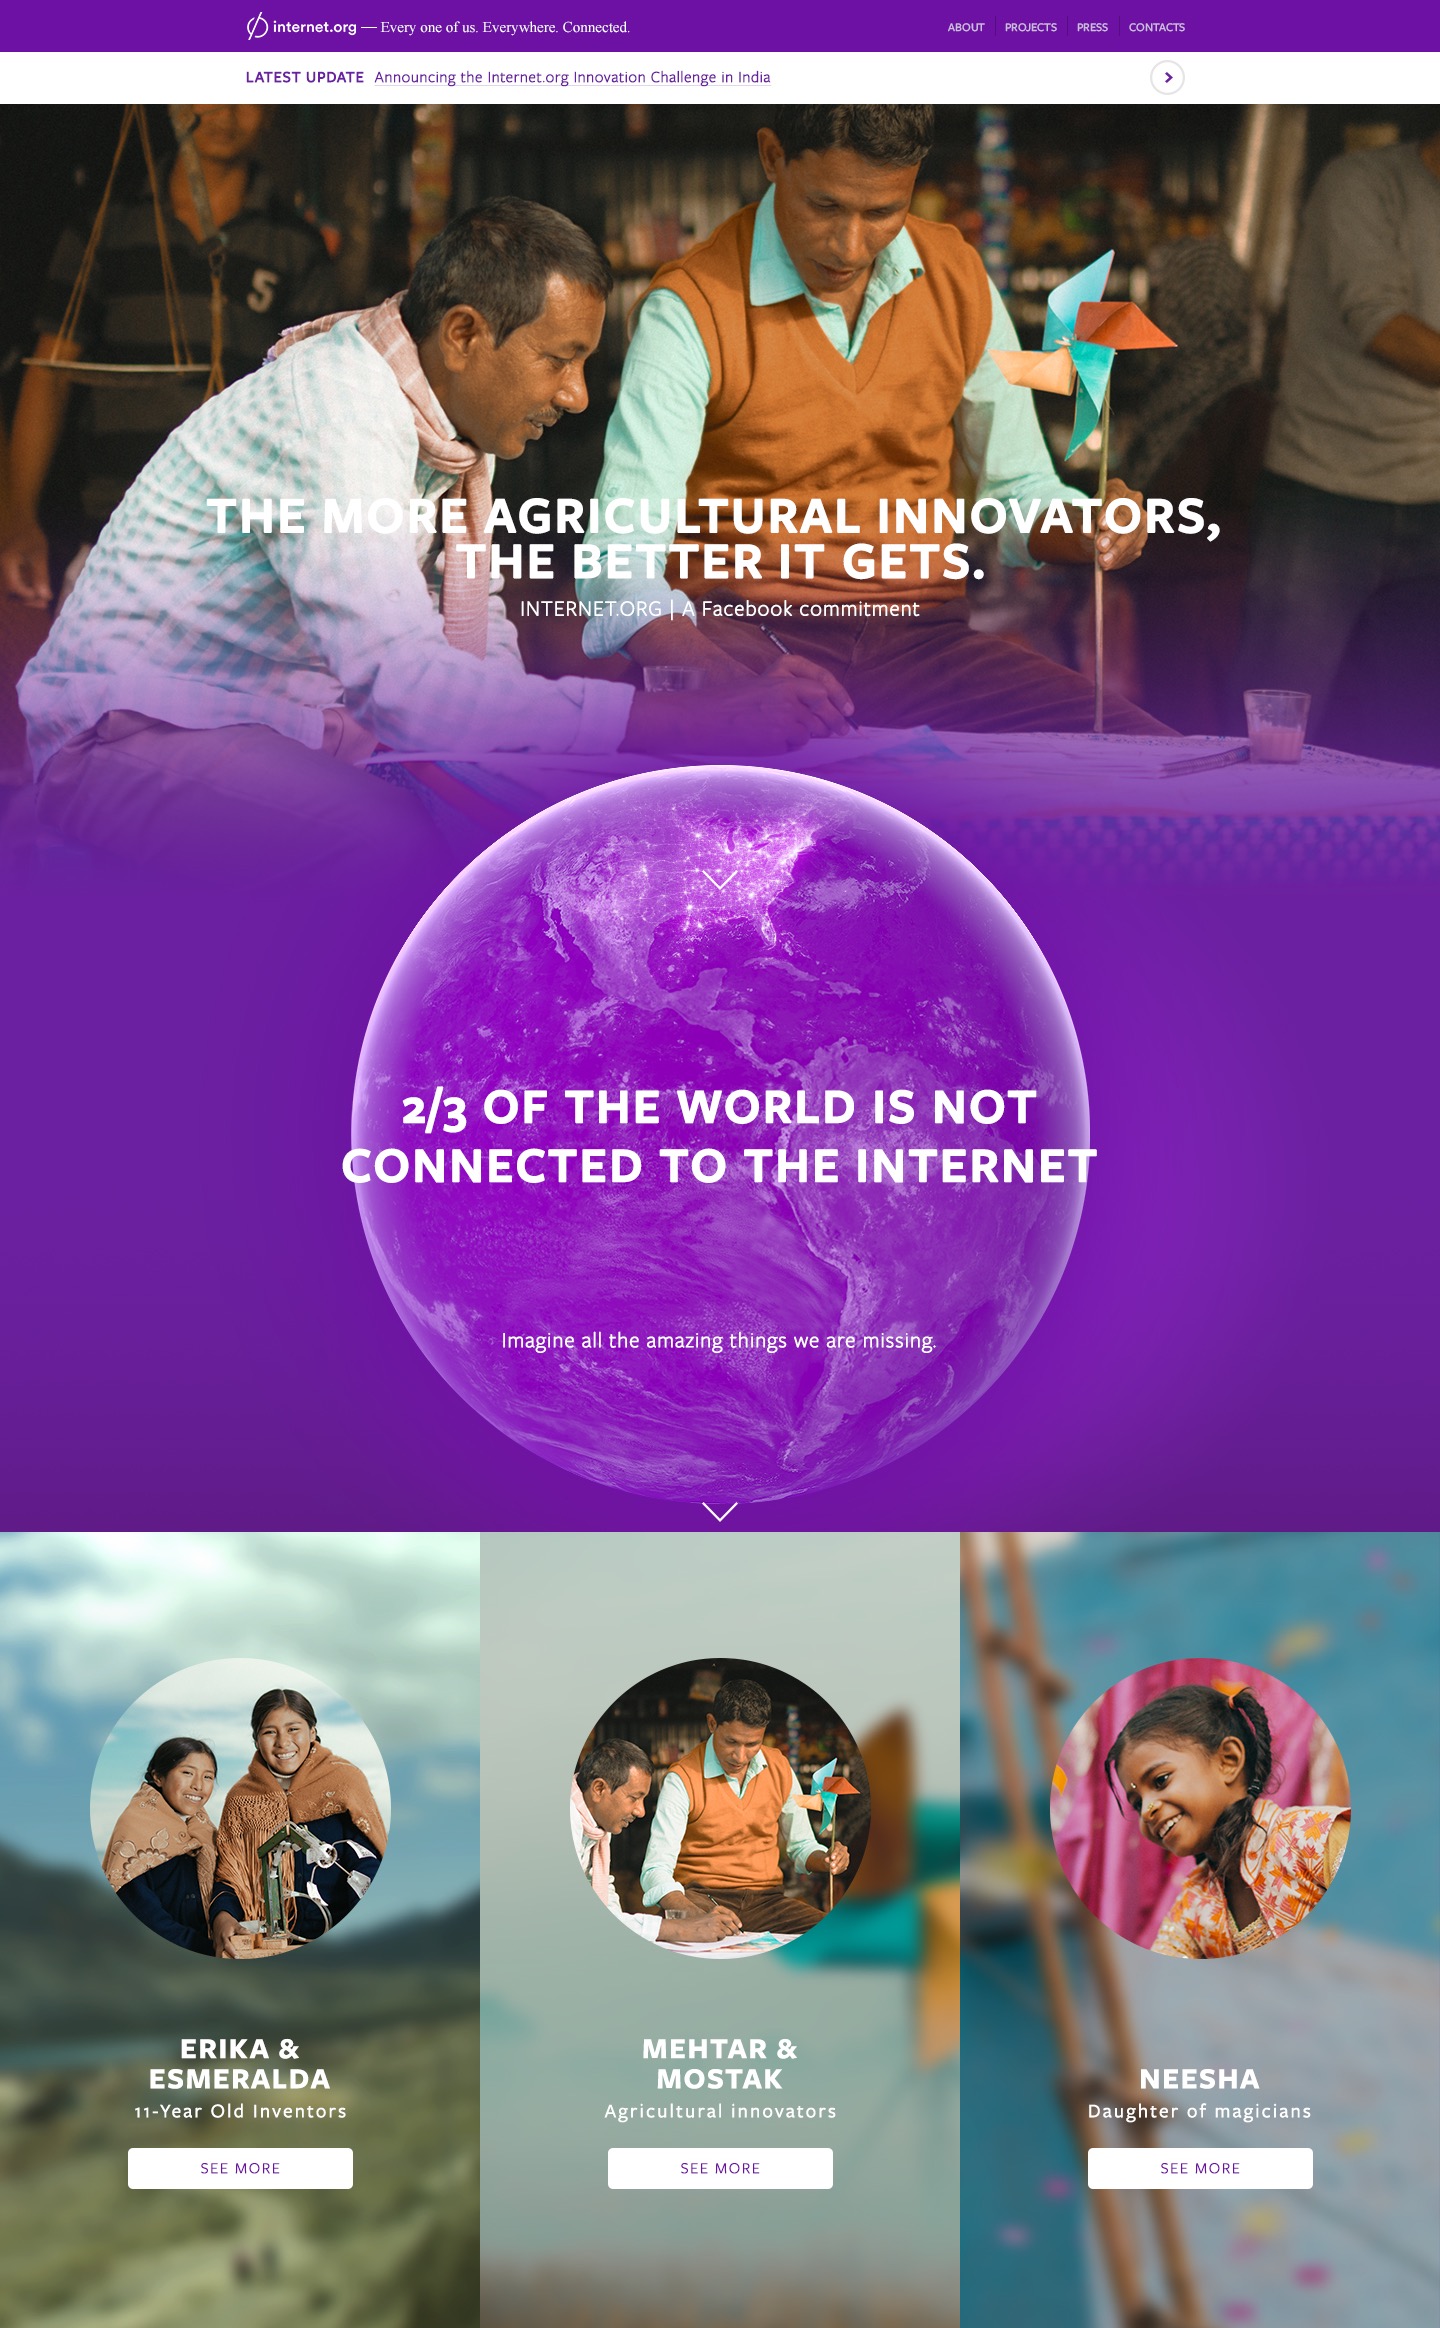 internet.org — Every one of us. Everywhere. Connected.
ABOUT PROJECTS PRESS CONTACTS
LATEST UPDATE Announcing the Internet.org Innovation Challenge in India
5
THE MORE AGRICULTURAL INNOVATORS,
THE BETTER IT GETS.
INTERNET.ORG | A Facebook commitment
2/3 OF THE WORLD IS NOT
CONNECTED TO THE INTERNET
Imagine all the amazing things we are missing.
ERIKA &
ESMERALDA
11-Year Old Inventors
SEE MORE
MEHTAR &
MOSTAK
Agricultural innovators
SEE MORE
NEESHA
Daughter of magicians
SEE MORE